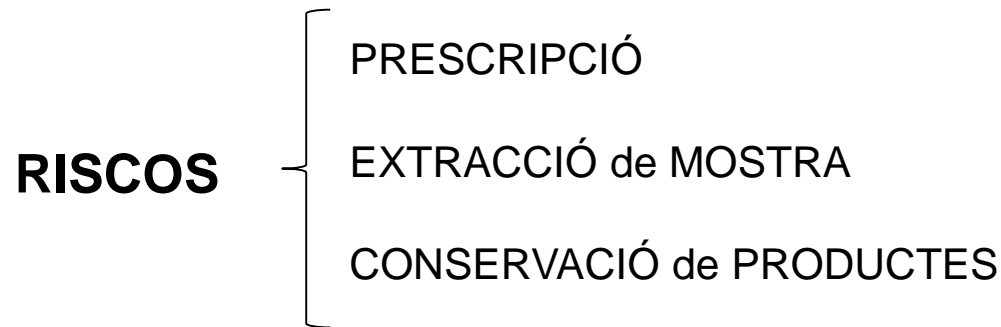 RISCOS
PRESCRIPCIÓ
EXTRACCIÓ de MOSTRA
CONSERVACIÓ de PRODUCTES